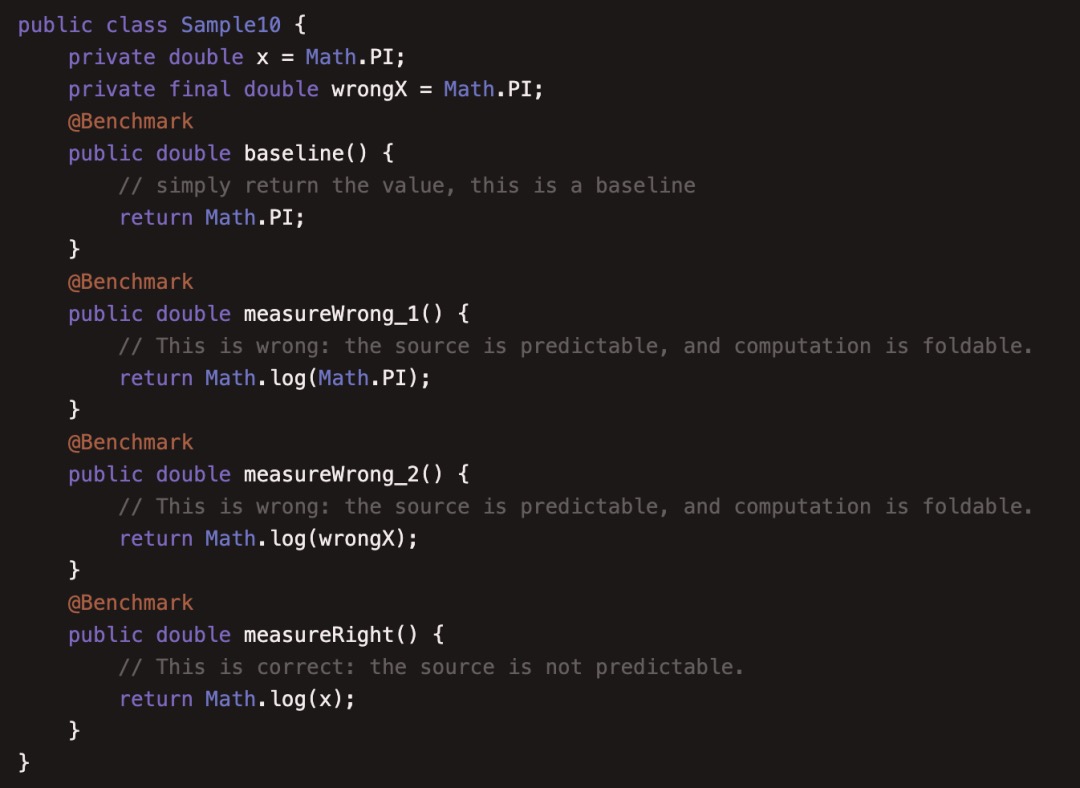 public class Sample10 {
    private double x = Math.PI;
    private final double wrongX = Math.PI;
    @Benchmark
    public double baseline() {
        // simply return the value, this is a baseline
        return Math.PI;
    }
    @Benchmark
    public double measureWrong_1() {
        // This is wrong: the source is predictable, and computation is foldable.
        return Math.log(Math.PI);
    }
    @Benchmark
    public double measureWrong_2() {
        // This is wrong: the source is predictable, and computation is foldable.
        return Math.log(wrongX);
    }
    @Benchmark
    public double measureRight() {
        // This is correct: the source is not predictable.
        return Math.log(x);
    }
}